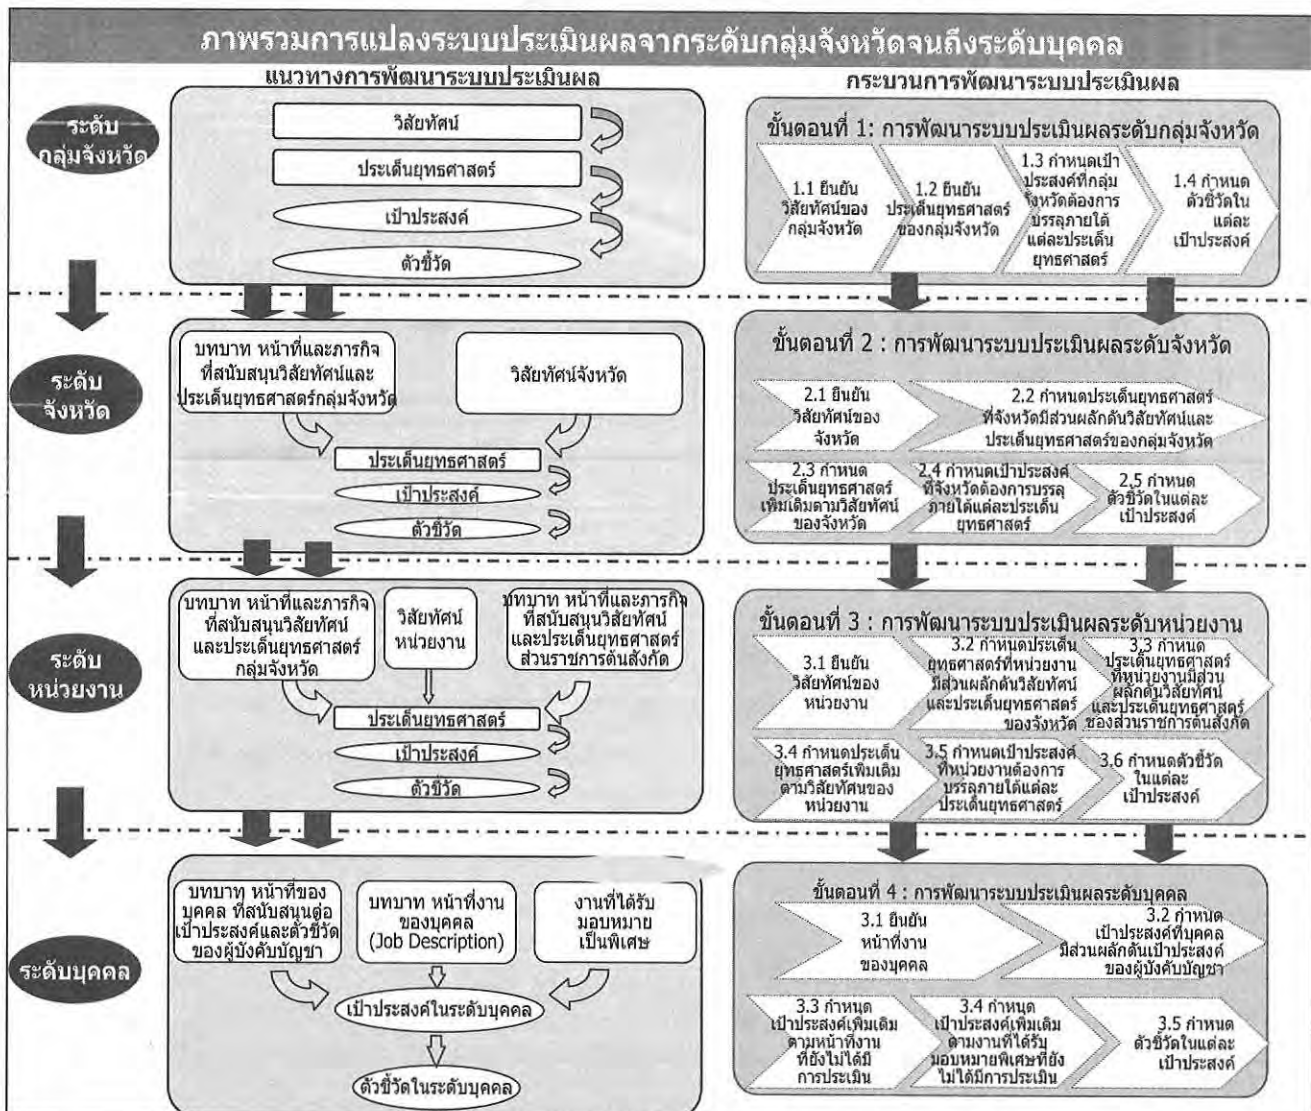 ภาพรวมการแปลงระบบประเมินผลจากระดับกลุ่มจังหวัดจนถึงระดับบุคคล
แนวทางการพัฒนาระบบประเมินผล
กระบวนการพัฒนาระบบประเมินผล
ระดับ
กลุ่มจังหวัด
วิสัยทัศน์
ประเด็นยุทธศาสตร์
เป้าประสงค์
ตัวชี้วัด
ขั้นตอนที่ 1: การพัฒนาระบบประเมินผลระดับกลุ่มจังหวัด
1.1 ยืนยัน
วิสัยทัศน์ของ
กลุ่มจังหวัด
1.2 ยืนยัน
ประเด็นยุทธศาสตร์
ของกลุ่มจังหวัด
1.3 กำหนดเป้า
ประสงค์ที่กลุ่ม
จังหวัดต้องการ
บรรลุภายใต้
แต่ละประเด็น
ยุทธศาสตร์
1.4 กำหนด
ตัวชี้วัดใน
แต่ละ
เป้าประสงค์
ระดับ
จังหวัด
บทบาท หน้าที่และภารกิจ
ที่สนับสนุนวิสัยทัศน์และ
ประเด็นยุทธศาสตร์กลุ่มจังหวัด
วิสัยทัศน์จังหวัด
ประเด็นยุทธศาสตร์
เป้าประสงค์
ตัวชี้วัด
ขั้นตอนที่ 2 : การพัฒนาระบบประเมินผลระดับจังหวัด
2.1 ยืนยัน
วิสัยทัศน์ของ
จังหวัด
2.2 กำหนดประเด็นยุทธศาสตร์
ที่จังหวัดมีส่วนผลักดันวิสัยทัศน์และ
ประเด็นยุทธศาสตร์ของกลุ่มจังหวัด
2.3 กำหนด
ประเด็นยุทธศาสตร์
เพิ่มเติมตามวิสัยทัศน์
ของจังหวัด
2.4 กำหนดเป้าประสงค์
ที่จังหวัดต้องการบรรลุ
ภายใต้แต่ละประเด็น
ยุทธศาสตร์
2.5 กำหนด
ตัวชี้วัดในแต่ละ
เป้าประสงค์
ระดับ
หน่วยงาน
บทบาท หน้าที่และภารกิจ
ที่สนับสนุนวิสัยทัศน์
และประเด็นยุทธศาสตร์
กลุ่มจังหวัด
วิสัยทัศน์
หน่วยงาน
บทบาท หน้าที่และภารกิจ
ที่สนับสนุนวิสัยทัศน์
และประเด็นยุทธศาสตร์
ส่วนราชการต้นสังกัด
ประเด็นยุทธศาสตร์
เป้าประสงค์
ตัวชี้วัด
ขั้นตอนที่ 3 : การพัฒนาระบบประเมินผลระดับหน่วยงาน
3.1 ยืนยัน
วิสัยทัศน์ของ
หน่วยงาน
3.2 กำหนดประเด็น
ยุทธศาสตร์ที่หน่วยงาน
มีส่วนผลักดันวิสัยทัศน์
และประเด็นยุทธศาสตร์
ของจังหวัด
3.3 กำหนด
ประเด็นยุทธศาสตร์
ที่หน่วยงานมีส่วน
ผลักดันวิสัยทัศน์
และประเด็นยุทธศาสตร์
ของส่วนราชการต้นสังกัด
3.4 กำหนดประเด็น
ยุทธศาสตร์เพิ่มเติม
ตามวิสัยทัศน์ของ
หน่วยงาน
3.5 กำหนดเป้าประสงค์
ที่หน่วยงานต้องการ
บรรลุภายใต้แต่ละ
ประเด็นยุทธศาสตร์
3.6 กำหนดตัวชี้วัด
ในแต่ละ
เป้าประสงค์
ระดับบุคคล
บทบาท หน้าที่ของ
บุคคล ที่สนับสนุนต่อ
เป้าประสงค์และตัวชี้วัด
ของผู้บังคับบัญชา
บทบาท หน้าที่งาน
ของบุคคล
(Job Description)
งานที่ได้รับ
มอบหมาย
เป็นพิเศษ
เป้าประสงค์ในระดับบุคคล
ตัวชี้วัดในระดับบุคคล
ขั้นตอนที่ 4 : การพัฒนาระบบประเมินผลระดับบุคคล
3.1 ยืนยัน
หน้าที่งาน
ของบุคคล
3.2 กำหนด
เป้าประสงค์ที่บุคคล
มีส่วนผลักดันเป้าประสงค์
ของผู้บังคับบัญชา
3.3 กำหนด
เป้าประสงค์เพิ่มเติม
ตามหน้าที่งาน
ที่ยังไม่ได้มี
การประเมิน
3.4 กำหนด
เป้าประสงค์เพิ่มเติม
ตามงานที่ได้รับ
มอบหมายพิเศษที่ยัง
ไม่ได้มีการประเมิน
3.5 กำหนด
ตัวชี้วัดในแต่ละ
เป้าประสงค์